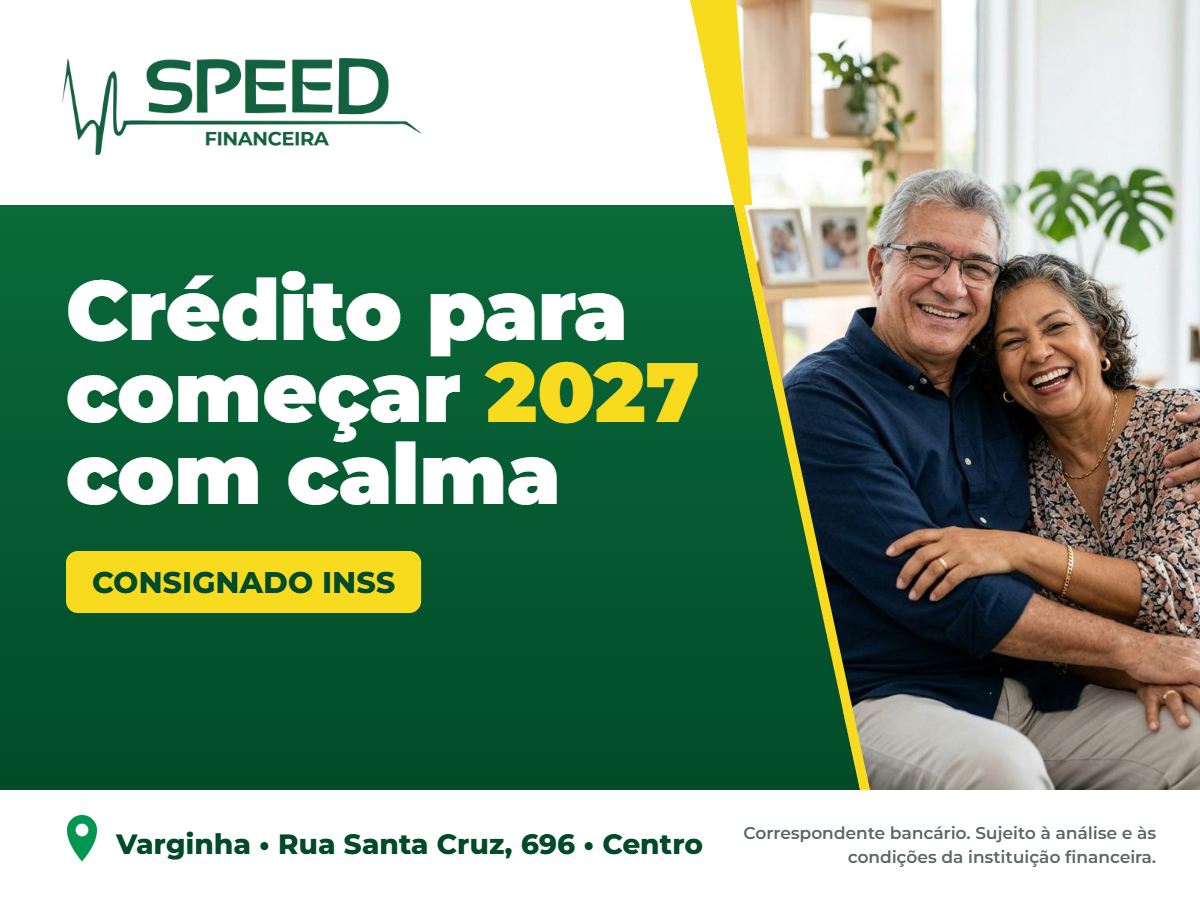 SPEED
FINANCEIRA
Crédito para
começar 2027
com calma
CONSIGNADO INSS
Varginha • Rua Santa Cruz, 696 • Centro
Correspondente bancário. Sujeito à análise e às
condições da instituição financeira.